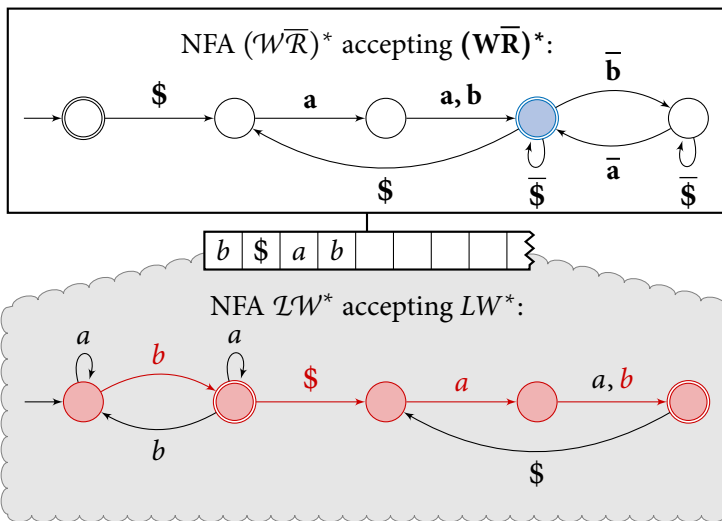 NFA (𝒲ℛ̅)* accepting (𝐖𝐑̅)*:
b̅
$ a a, b
$ $̅ a̅ $̅
b $ a b
NFA ℒ𝒲* accepting LW*:
a b a $ a a, b
b $